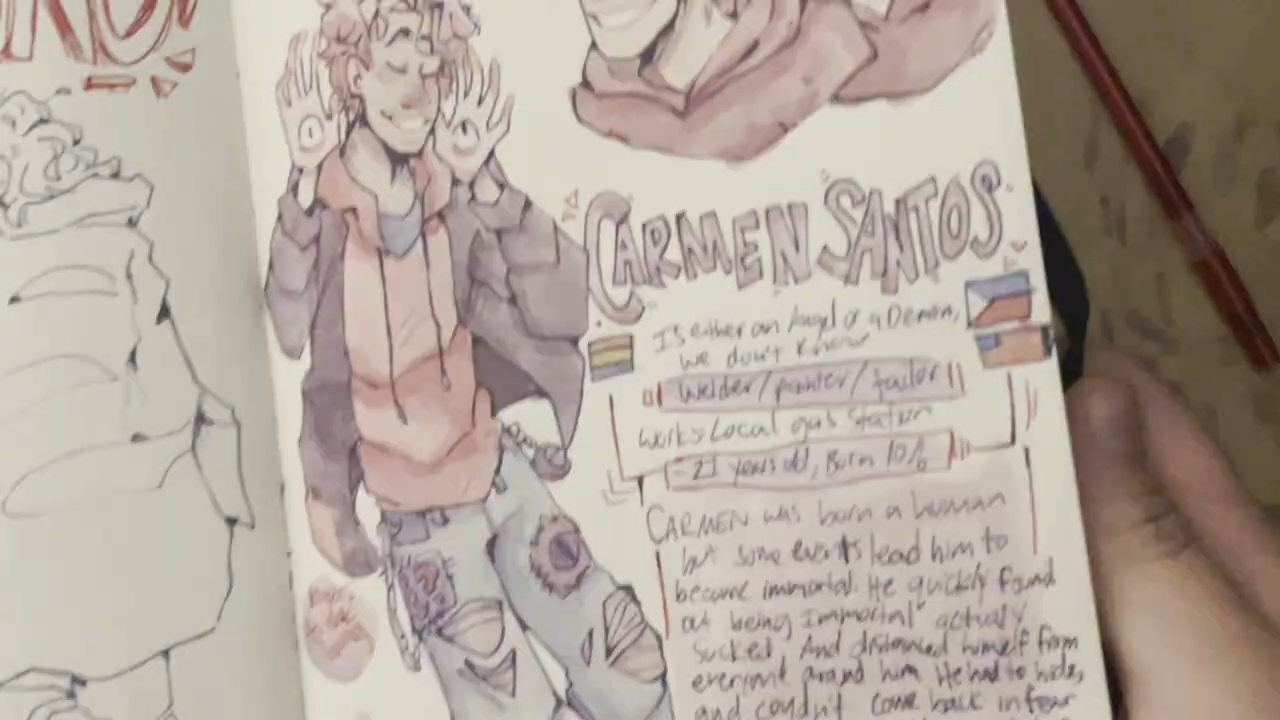 CARMEN SANTOS
Is either an Angel or a Demon,
we don't know
welder/painter/tailor
works Local gas Station
- 21 years old, Born 10/
CARMEN was born a human
but some events lead him to
become immortal. He quickly found
out being "Immortal" actualy
sucked. And distanced himself from
everyone around him. He had to hide,
and couldn't come back in fear